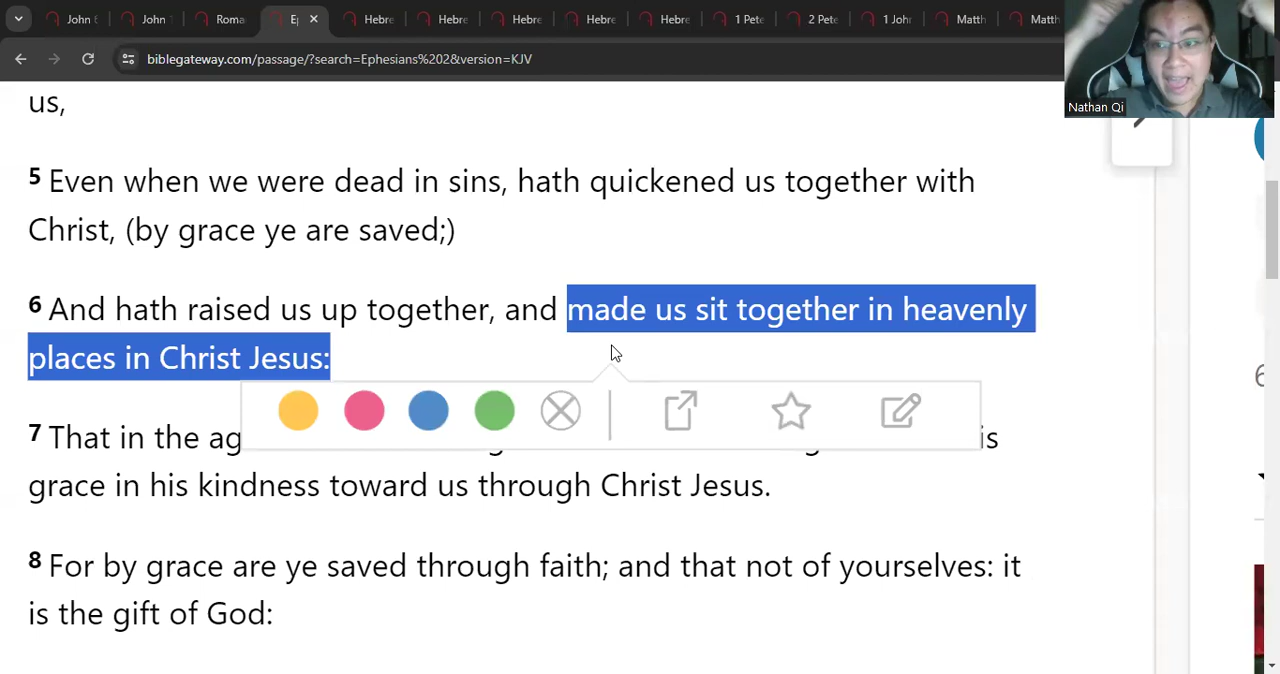 John 6
John 1
Roma
Ep
Hebre
Hebre
Hebre
Hebre
Hebre
1 Pete
2 Pete
1 John
Matth
Matth
biblegateway.com/passage/?search=Ephesians%202&version=KJV
Nathan Qi
us,
5 Even when we were dead in sins, hath quickened us together with
Christ, (by grace ye are saved;)
6 And hath raised us up together, and made us sit together in heavenly
places in Christ Jesus:
7 That in the ag is
grace in his kindness toward us through Christ Jesus.
8 For by grace are ye saved through faith; and that not of yourselves: it
is the gift of God: